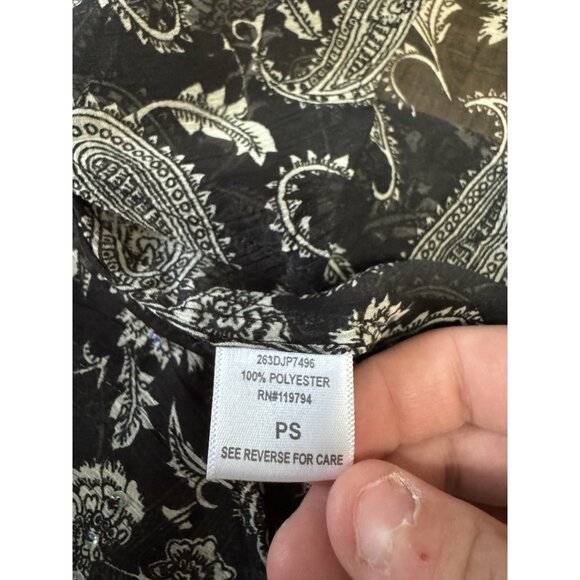 263DJP7496
100% POLYESTER
RN#119794
PS
SEE REVERSE FOR CARE